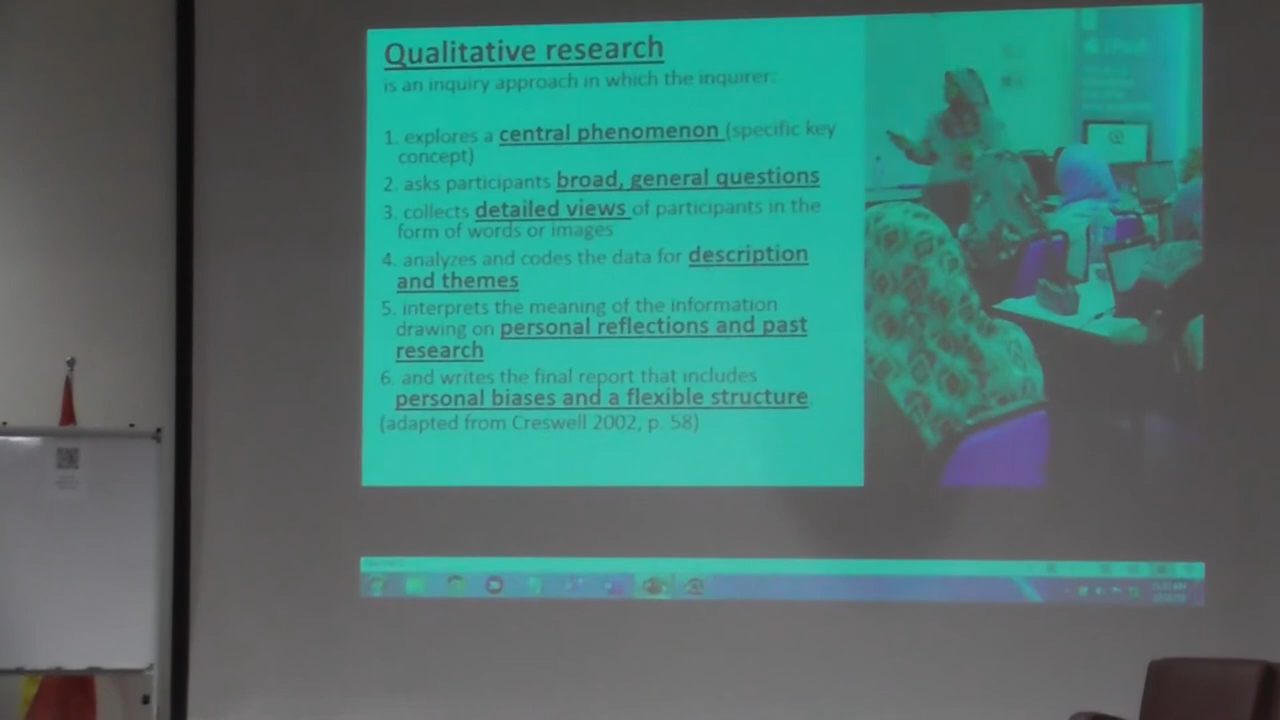 Qualitative research
is an inquiry approach in which the inquirer:
1. explores a central phenomenon (specific key
concept)
2. asks participants broad, general questions
3. collects detailed views of participants in the
form of words or images
4. analyzes and codes the data for description
and themes
5. interprets the meaning of the information
drawing on personal reflections and past
research
6. and writes the final report that includes
personal biases and a flexible structure
(adapted from Creswell 2002, p. 58)